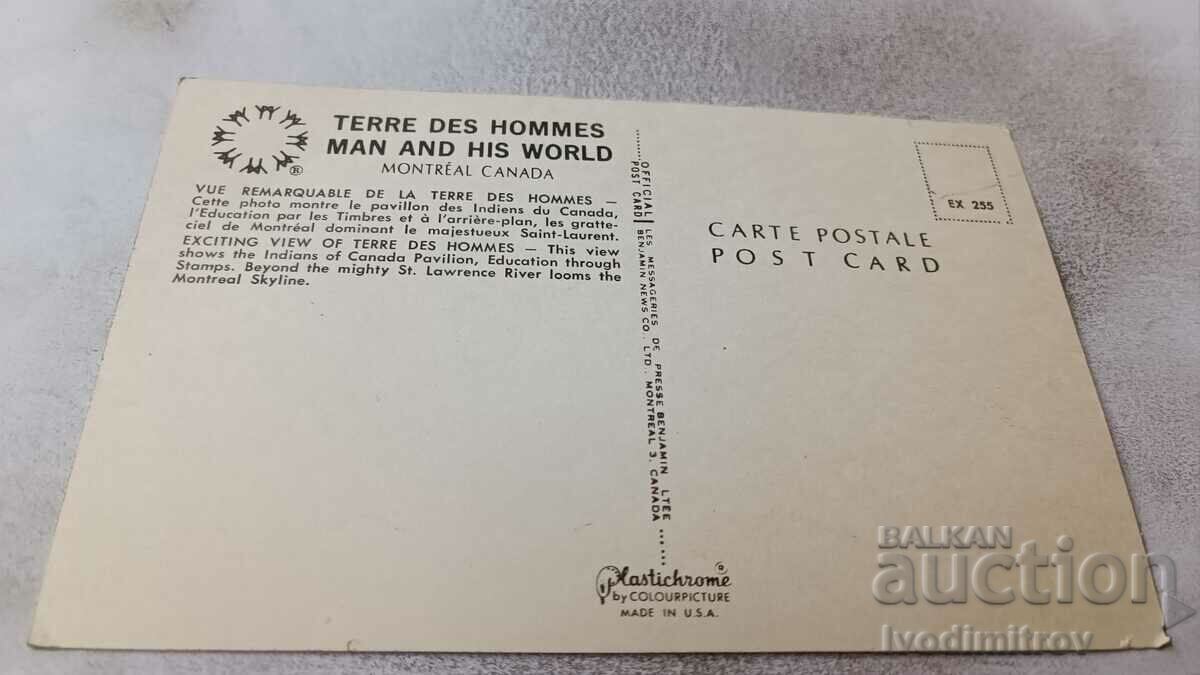 TERRE DES HOMMES
MAN AND HIS WORLD
MONTRÉAL CANADA
®
VUE REMARQUABLE DE LA TERRE DES HOMMES —
Cette photo montre le pavillon des Indiens du Canada,
l'Education par les Timbres et à l'arrière-plan, les gratte-
ciel de Montréal dominant le majestueux Saint-Laurent.
EXCITING VIEW OF TERRE DES HOMMES — This view
shows the Indians of Canada Pavilion, Education through
Stamps. Beyond the mighty St. Lawrence River looms the
Montreal Skyline.
OFFICIAL POST CARD
LES MESSAGERIES DE PRESSE BENJAMIN LTÉE
BENJAMIN NEWS CO., LTD., MONTREAL 3, CANADA
EX 255
CARTE POSTALE
POST CARD
Plastichrome ®
by COLOURPICTURE
MADE IN U.S.A.
BALKAN
auction
Ivodimitrov